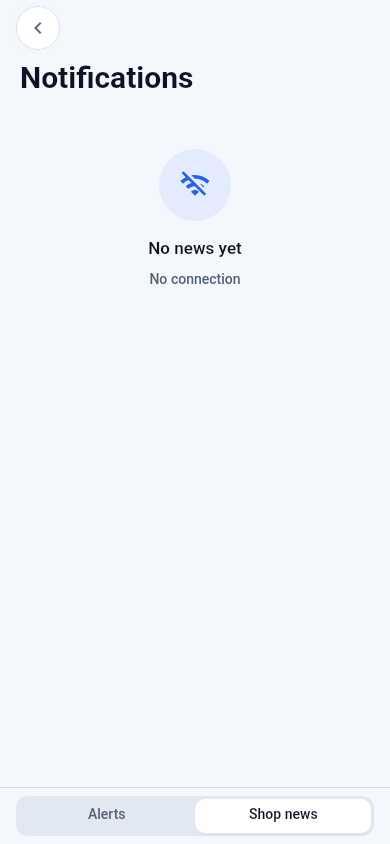 Notifications
No news yet
No connection
Alerts
Shop news